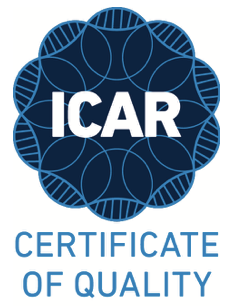 ICAR
CERTIFICATE
OF QUALITY